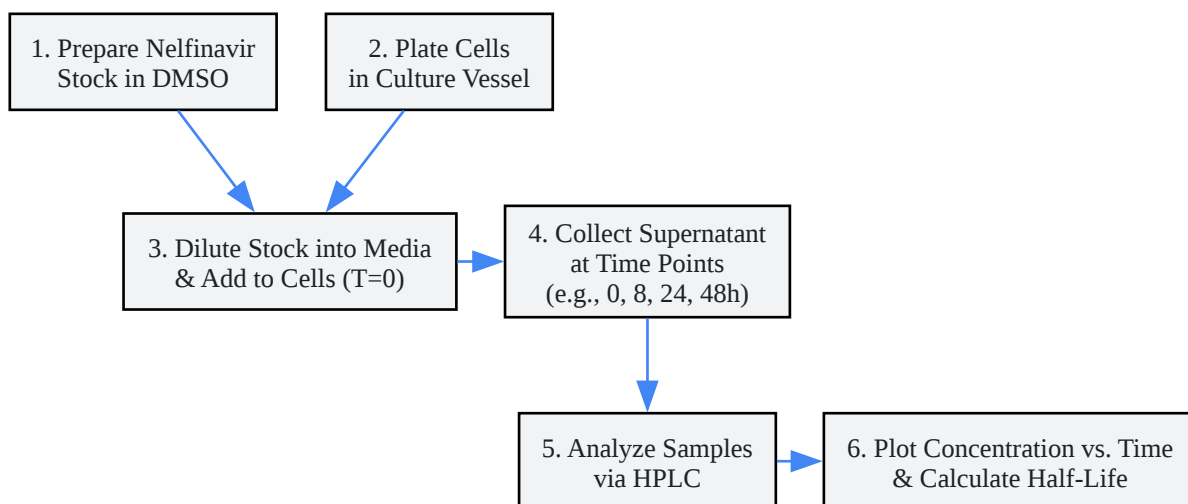 1. Prepare Nelfinavir
Stock in DMSO
2. Plate Cells
in Culture Vessel
3. Dilute Stock into Media
& Add to Cells (T=0)
4. Collect Supernatant
at Time Points
(e.g., 0, 8, 24, 48h)
5. Analyze Samples
via HPLC
6. Plot Concentration vs. Time
& Calculate Half-Life